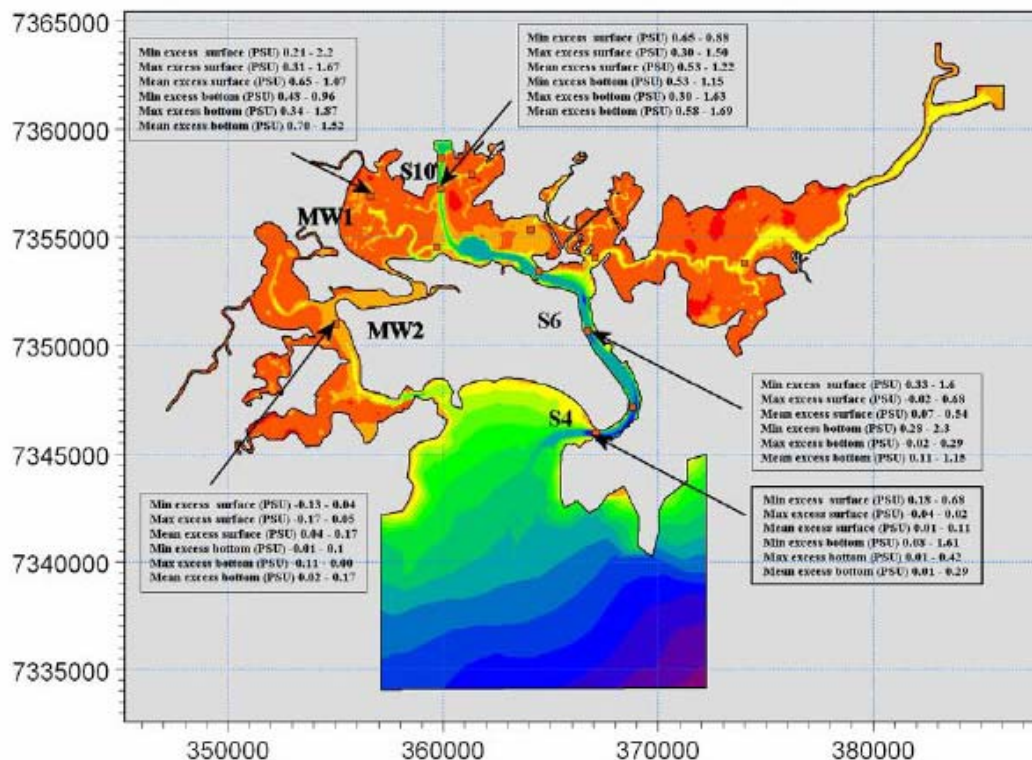 7365000
7360000
7355000
7350000
7345000
7340000
7335000
350000
360000
370000
380000
Min excess surface (PSU) 0.21 - 2.2
Max excess surface (PSU) 0.31 - 1.67
Mean excess surface (PSU) 0.65 - 1.07
Min excess bottom (PSU) 0.48 - 0.96
Max excess bottom (PSU) 0.34 - 1.87
Mean excess bottom (PSU) 0.70 - 1.52
Min excess surface (PSU) 0.65 - 0.88
Max excess surface (PSU) 0.30 - 1.50
Mean excess surface (PSU) 0.53 - 1.22
Min excess bottom (PSU) 0.53 - 1.15
Max excess bottom (PSU) 0.30 - 1.63
Mean excess bottom (PSU) 0.58 - 1.69
S10
MW1
MW2
S6
S4
Min excess surface (PSU) 0.33 - 1.6
Max excess surface (PSU) -0.02 - 0.68
Mean excess surface (PSU) 0.07 - 0.54
Min excess bottom (PSU) 0.28 - 2.3
Max excess bottom (PSU) -0.02 - 0.29
Mean excess bottom (PSU) 0.11 - 1.18
Min excess surface (PSU) 0.18 - 0.68
Max excess surface (PSU) -0.04 - 0.02
Mean excess surface (PSU) 0.01 - 0.11
Min excess bottom (PSU) 0.08 - 1.61
Max excess bottom (PSU) 0.01 - 0.42
Mean excess bottom (PSU) 0.01 - 0.29
Min excess surface (PSU) -0.13 - 0.04
Max excess surface (PSU) -0.17 - 0.05
Mean excess surface (PSU) 0.04 - 0.17
Min excess bottom (PSU) -0.01 - 0.1
Max excess bottom (PSU) -0.11 - 0.00
Mean excess bottom (PSU) 0.02 - 0.17